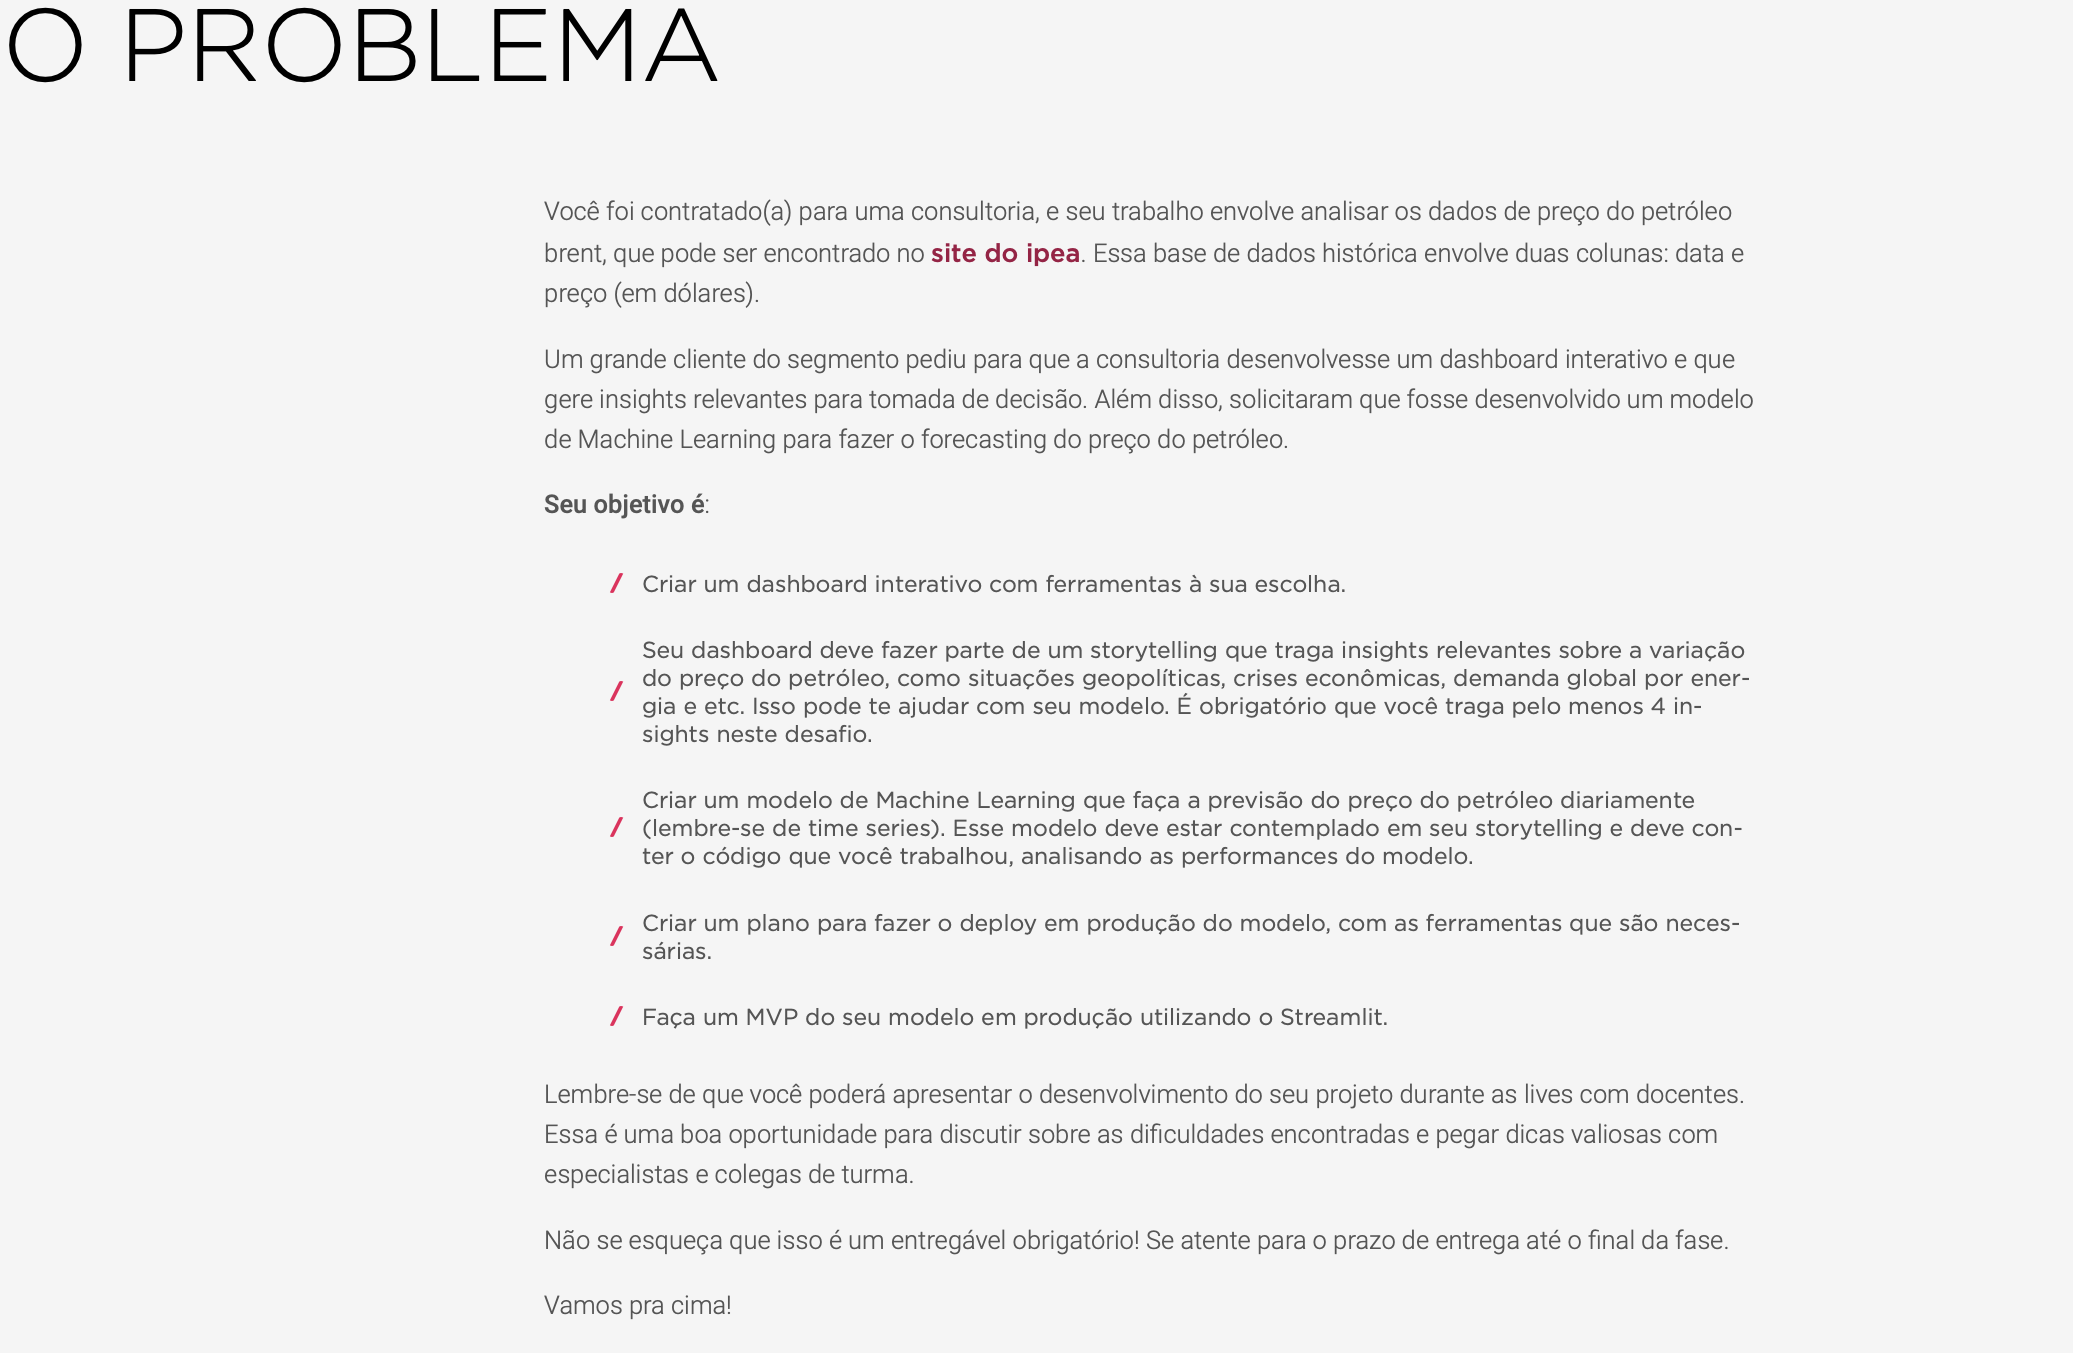 O PROBLEMA
Você foi contratado(a) para uma consultoria, e seu trabalho envolve analisar os dados de preço do petróleo
brent, que pode ser encontrado no site do ipea. Essa base de dados histórica envolve duas colunas: data e
preço (em dólares).
Um grande cliente do segmento pediu para que a consultoria desenvolvesse um dashboard interativo e que
gere insights relevantes para tomada de decisão. Além disso, solicitaram que fosse desenvolvido um modelo
de Machine Learning para fazer o forecasting do preço do petróleo.
Seu objetivo é:
/ Criar um dashboard interativo com ferramentas à sua escolha.
Seu dashboard deve fazer parte de um storytelling que traga insights relevantes sobre a variação
/ do preço do petróleo, como situações geopolíticas, crises econômicas, demanda global por ener-
gia e etc. Isso pode te ajudar com seu modelo. É obrigatório que você traga pelo menos 4 in-
sights neste desafio.
Criar um modelo de Machine Learning que faça a previsão do preço do petróleo diariamente
/ (lembre-se de time series). Esse modelo deve estar contemplado em seu storytelling e deve con-
ter o código que você trabalhou, analisando as performances do modelo.
/ Criar um plano para fazer o deploy em produção do modelo, com as ferramentas que são neces-
sárias.
/ Faça um MVP do seu modelo em produção utilizando o Streamlit.
Lembre-se de que você poderá apresentar o desenvolvimento do seu projeto durante as lives com docentes.
Essa é uma boa oportunidade para discutir sobre as dificuldades encontradas e pegar dicas valiosas com
especialistas e colegas de turma.
Não se esqueça que isso é um entregável obrigatório! Se atente para o prazo de entrega até o final da fase.
Vamos pra cima!